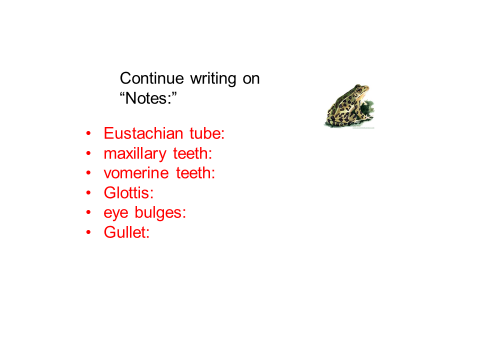 Continue writing on
“Notes:”
• Eustachian tube:
• maxillary teeth:
• vomerine teeth:
• Glottis:
• eye bulges:
• Gullet: